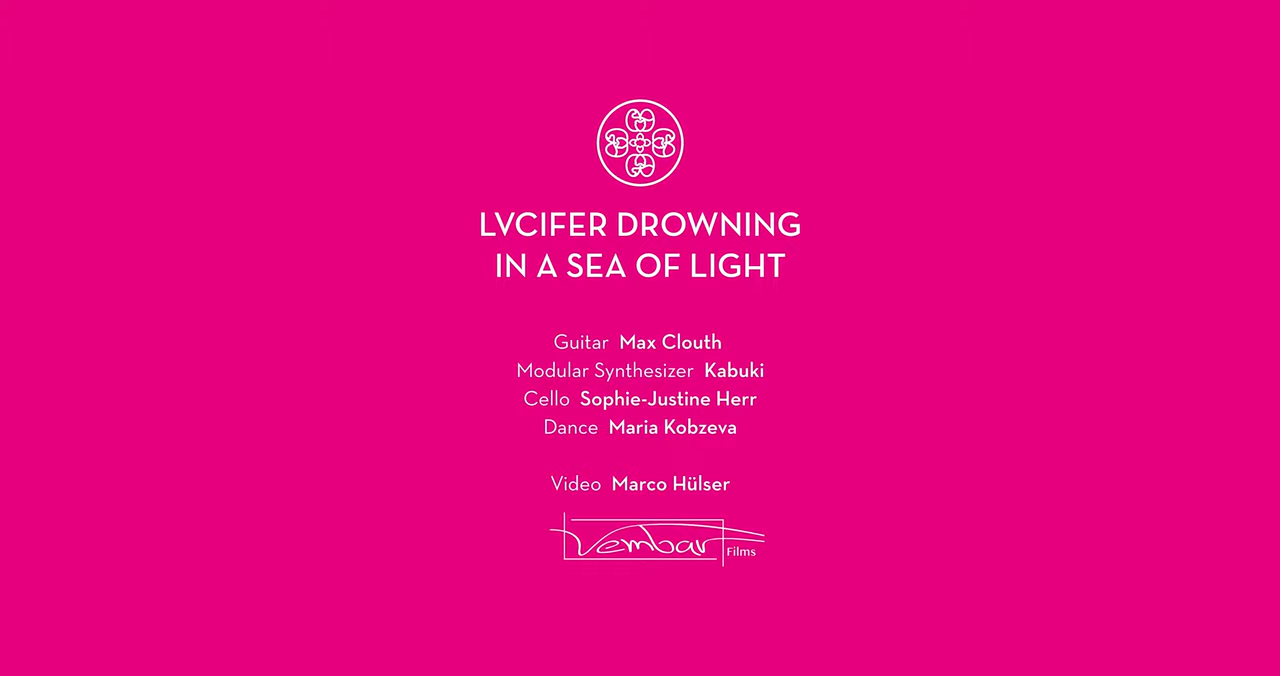 LVCIFER DROWNING
IN A SEA OF LIGHT
Guitar Max Clouth
Modular Synthesizer Kabuki
Cello Sophie-Justine Herr
Dance Maria Kobzeva
Video Marco Hülser
Vembar Films